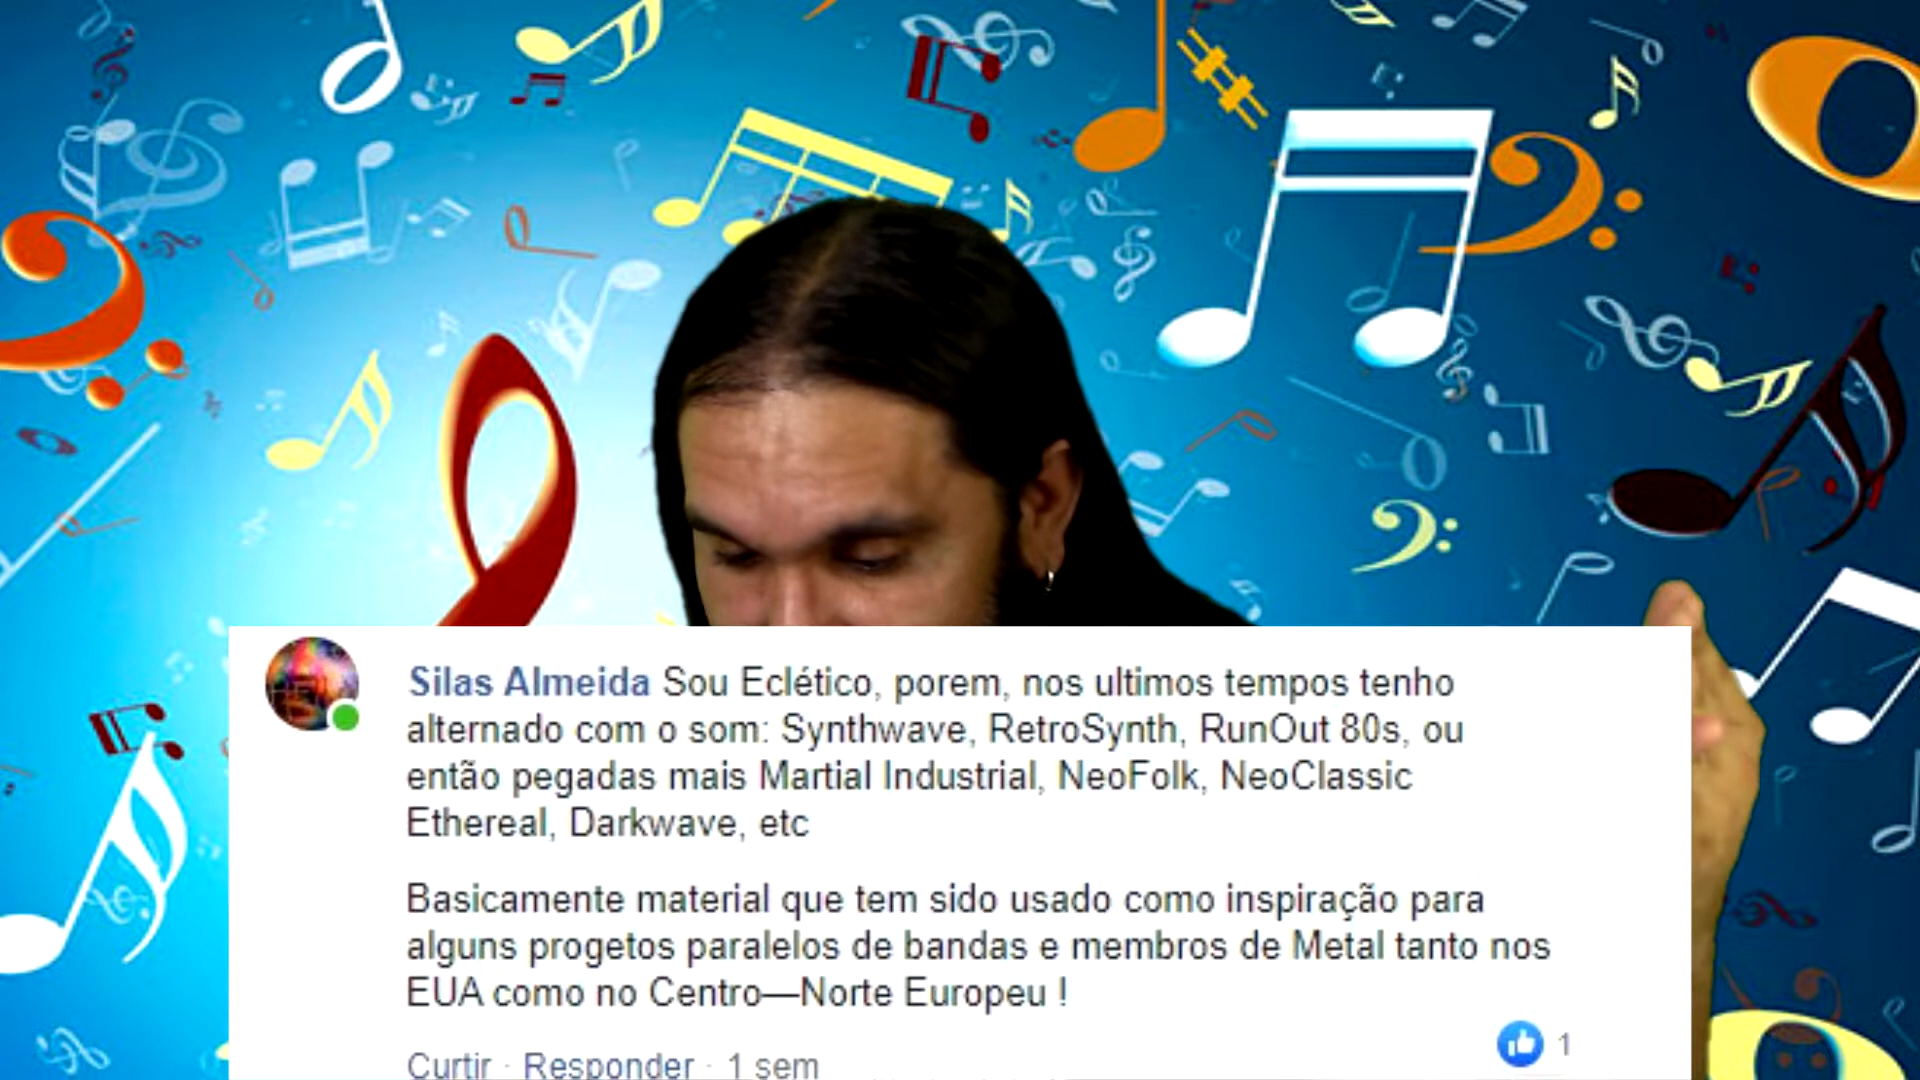 Silas Almeida Sou Eclético, porem, nos ultimos tempos tenho
alternado com o som: Synthwave, RetroSynth, RunOut 80s, ou
então pegadas mais Martial Industrial, NeoFolk, NeoClassic
Ethereal, Darkwave, etc
Basicamente material que tem sido usado como inspiração para
alguns progetos paralelos de bandas e membros de Metal tanto nos
EUA como no Centro—Norte Europeu !
1
Curtir · Responder · 1 sem